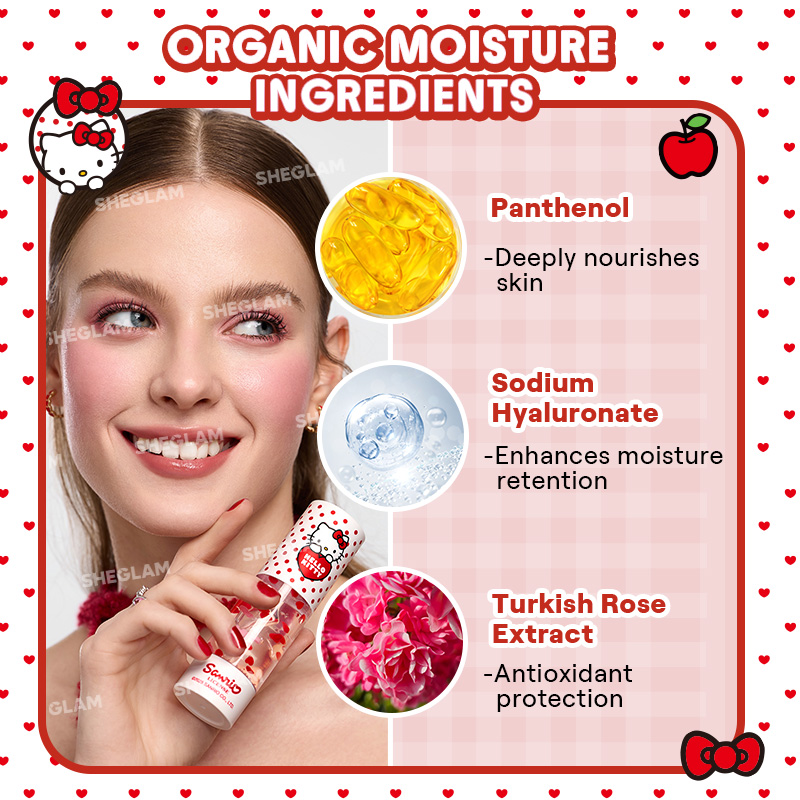 ORGANIC MOISTURE
INGREDIENTS
SHEGLAM
SHEGLAM
SHEGLAM
SHEGLAM
Panthenol
-Deeply nourishes
skin
Sodium
Hyaluronate
-Enhances moisture
retention
SHEGLAM
HELLO
KITTY
SHEGLAM
Turkish Rose
Extract
-Antioxidant
protection
Sanrio
LICENSE
GLAM